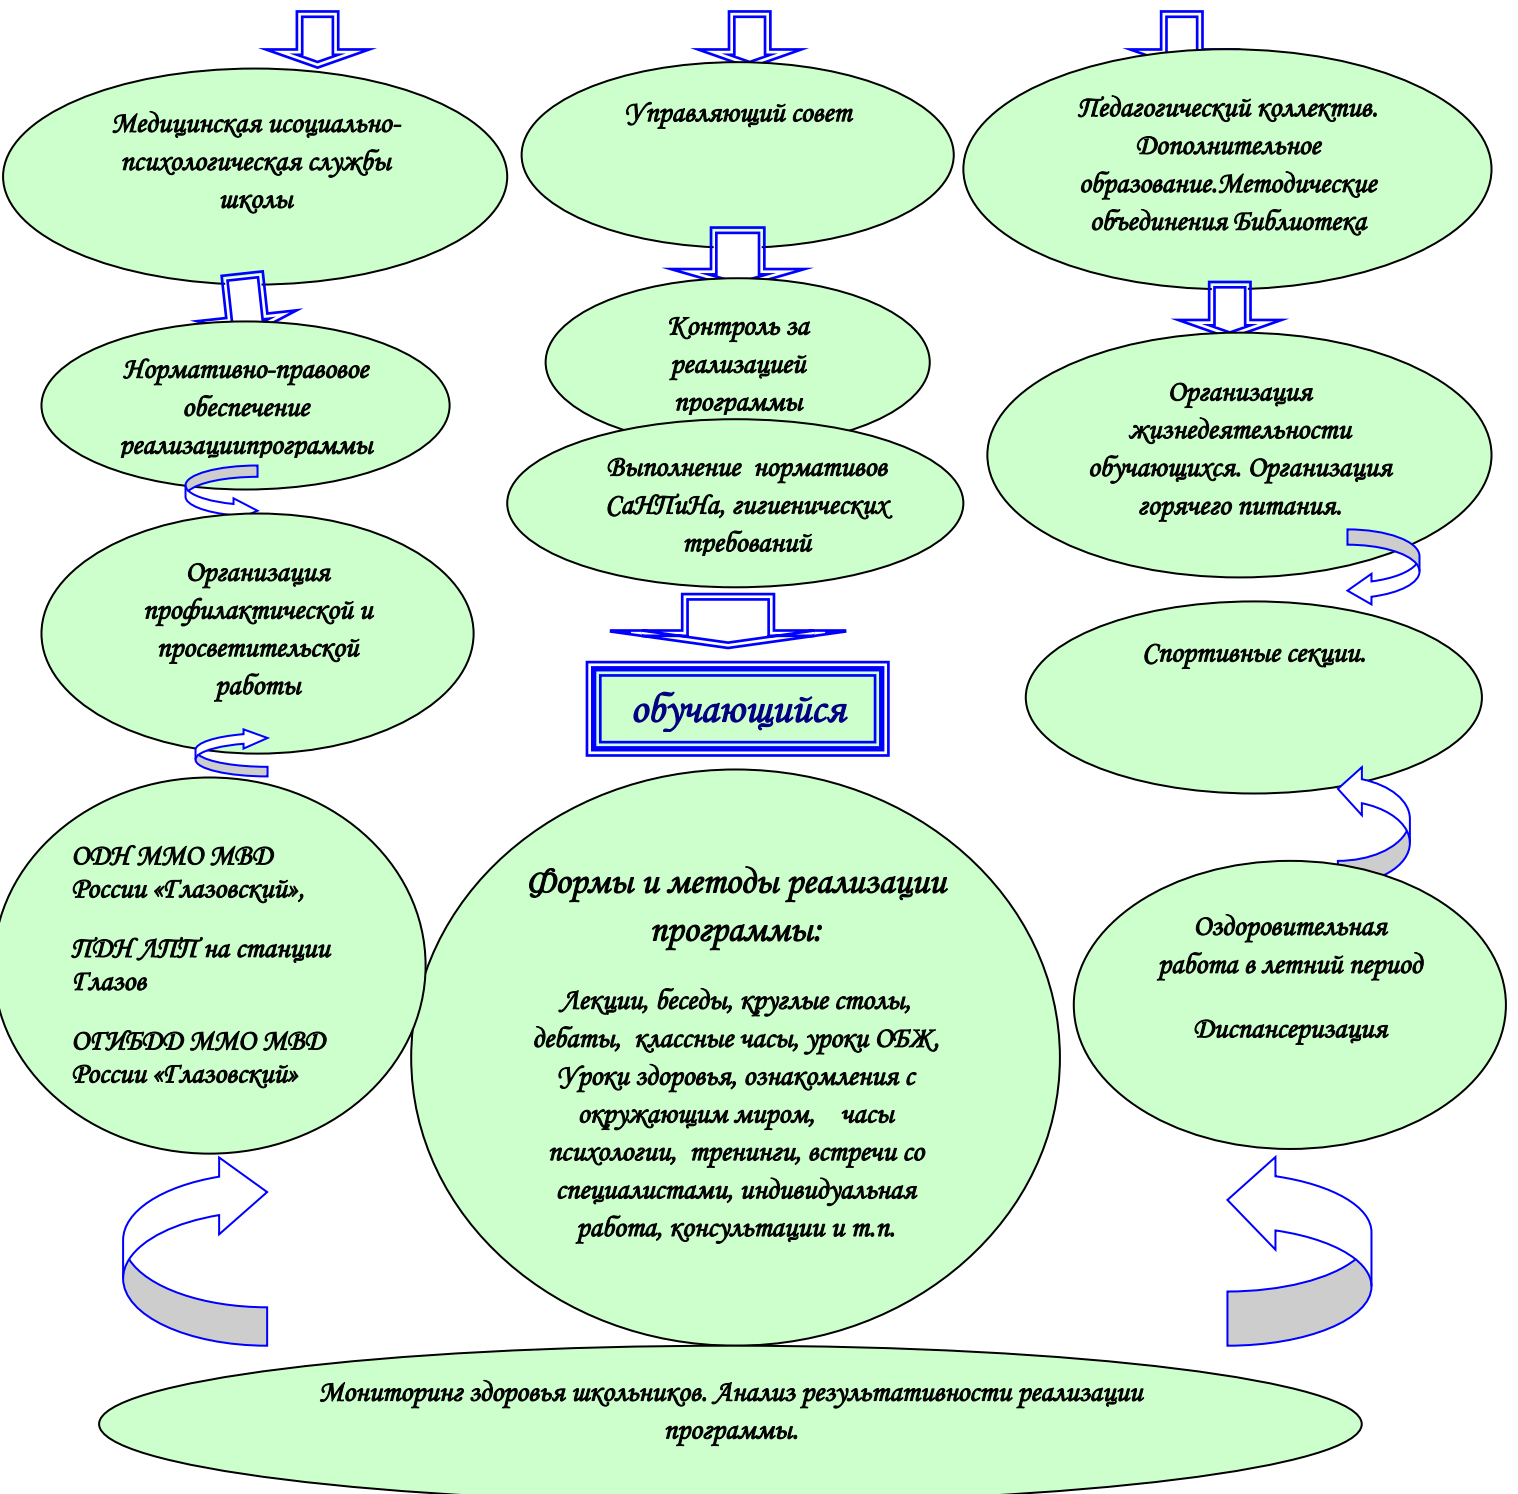 Медицинская исоциально-
психологическая службы
школы
Управляющий совет
Педагогический коллектив.
Дополнительное
образование.Методические
объединения Библиотека
Нормативно-правовое
обеспечение
реализациипрограммы
Контроль за
реализацией
программы
Выполнение  нормативов
СаНПиНа, гигиенических
требований
Организация
жизнедеятельности
обучающихся. Организация
горячего питания.
Организация
профилактической и
просветительской
работы
обучающийся
Спортивные секции.
ОДН ММО МВД
России «Глазовский»,
ПДН ЛПП на станции
Глазов
ОГИБДД ММО МВД
России «Глазовский»
Формы и методы реализации
программы:
Лекции, беседы, круглые столы,
дебаты,  классные часы, уроки ОБЖ,
Уроки здоровья, ознакомления с
окружающим миром,    часы
психологии,  тренинги, встречи со
специалистами, индивидуальная
работа, консультации и т.п.
Оздоровительная
работа в летний период
Диспансеризация
Мониторинг здоровья школьников. Анализ результативности реализации
программы.